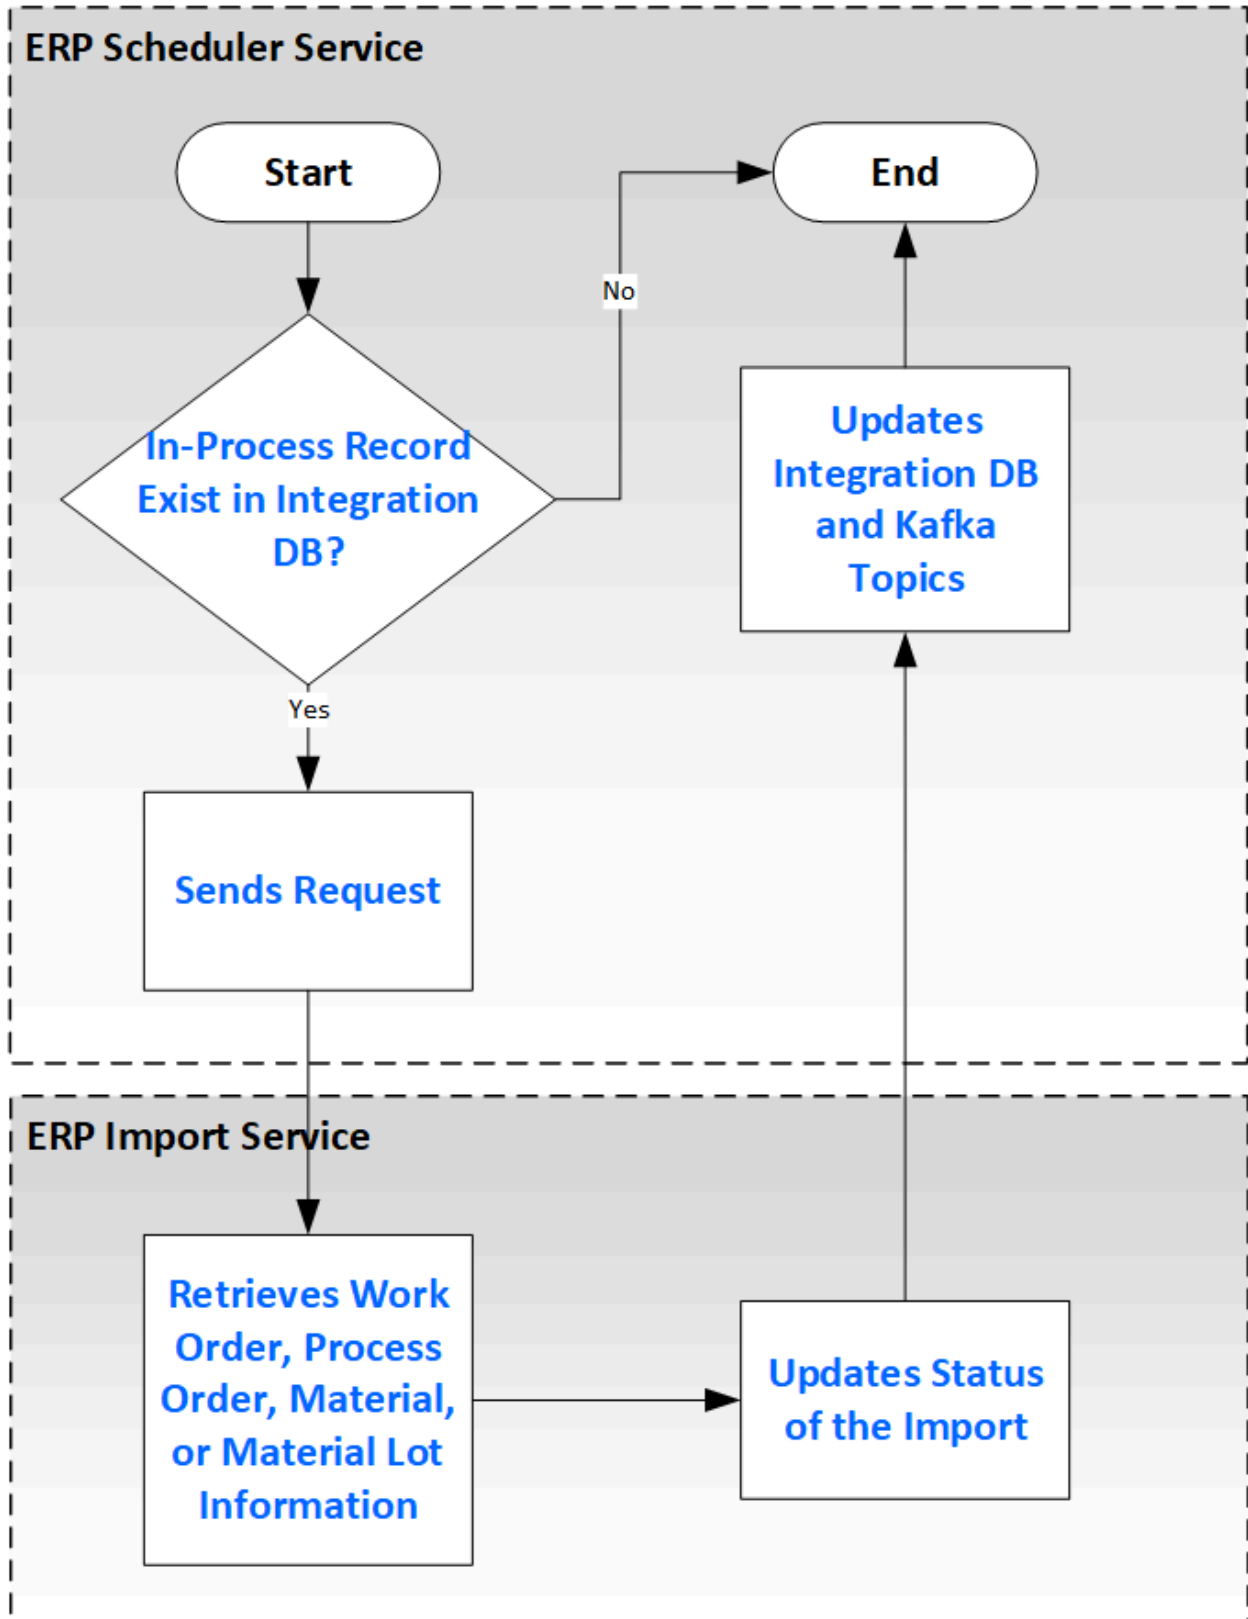 ERP Scheduler Service
Start
End
No
In-Process Record
Exist in Integration
DB?
Updates
Integration DB
and Kafka
Topics
Yes
Sends Request
ERP Import Service
Retrieves Work
Order, Process
Order, Material,
or Material Lot
Information
Updates Status
of the Import